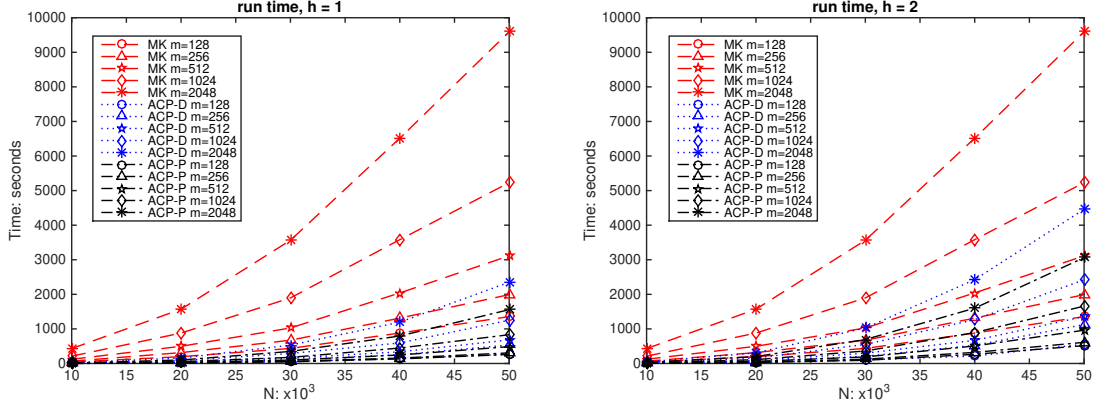 run time, h = 1
10000
9000
8000
7000
6000
5000
4000
3000
2000
1000
0
Time: seconds
MK m=128
MK m=256
MK m=512
MK m=1024
MK m=2048
ACP-D m=128
ACP-D m=256
ACP-D m=512
ACP-D m=1024
ACP-D m=2048
ACP-P m=128
ACP-P m=256
ACP-P m=512
ACP-P m=1024
ACP-P m=2048
10 15 20 25 30 35 40 45 50
N: x10³
run time, h = 2
10000
9000
8000
7000
6000
5000
4000
3000
2000
1000
0
Time: seconds
MK m=128
MK m=256
MK m=512
MK m=1024
MK m=2048
ACP-D m=128
ACP-D m=256
ACP-D m=512
ACP-D m=1024
ACP-D m=2048
ACP-P m=128
ACP-P m=256
ACP-P m=512
ACP-P m=1024
ACP-P m=2048
10 15 20 25 30 35 40 45 50
N: x10³